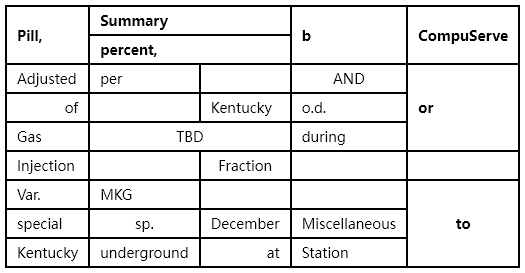 Pill, Summary b CompuServe
percent,
Adjusted per AND or
of Kentucky o.d.
Gas TBD during
Injection Fraction
Var. MKG to
special sp. December Miscellaneous
Kentucky underground at Station